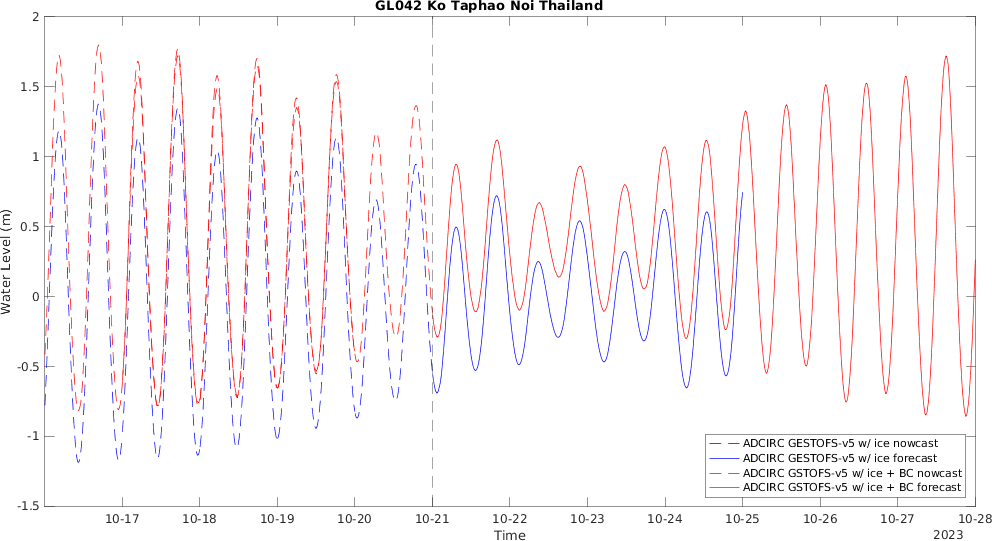 GL042 Ko Taphao Noi Thailand
2
1.5
1
0.5
0
-0.5
-1
-1.5
Water Level (m)
10-17 10-18 10-19 10-20 10-21 10-22 10-23 10-24 10-25 10-26 10-27 10-28
Time
2023
ADCIRC GESTOFS-v5 w/ ice nowcast
ADCIRC GESTOFS-v5 w/ ice forecast
ADCIRC GSTOFS-v5 w/ ice + BC nowcast
ADCIRC GSTOFS-v5 w/ ice + BC forecast